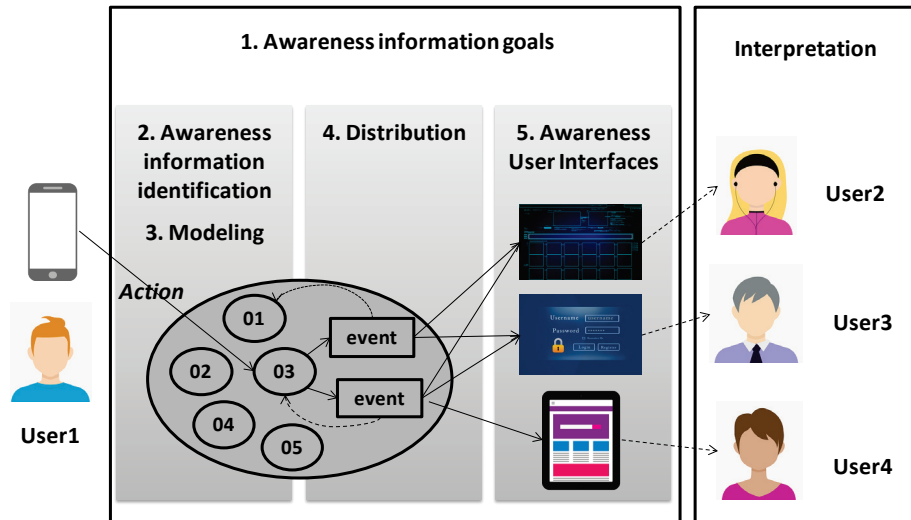 1. Awareness information goals
Interpretation
2. Awareness
information
identification
3. Modeling
4. Distribution
5. Awareness
User Interfaces
Action
01
02
03
04
05
event
event
Username
username
Password
Login
Register
User1
User2
User3
User4